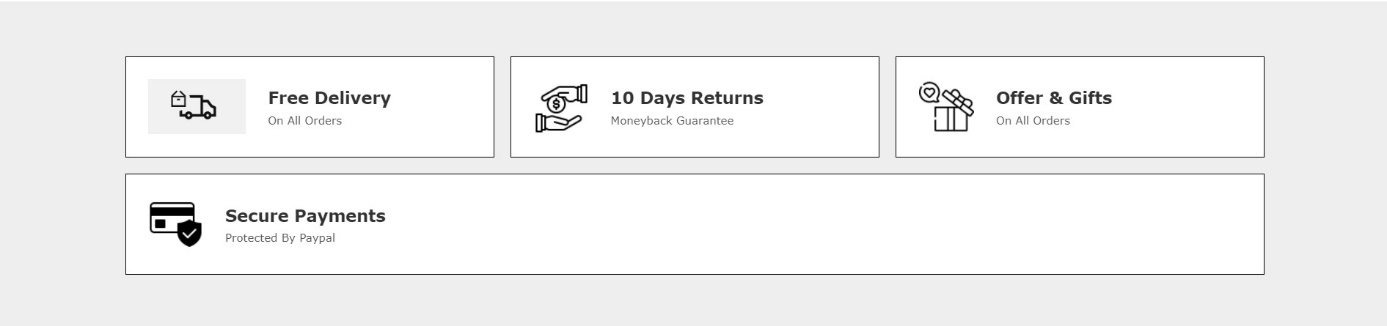 Free Delivery
On All Orders
10 Days Returns
Moneyback Guarantee
Offer & Gifts
On All Orders
Secure Payments
Protected By Paypal